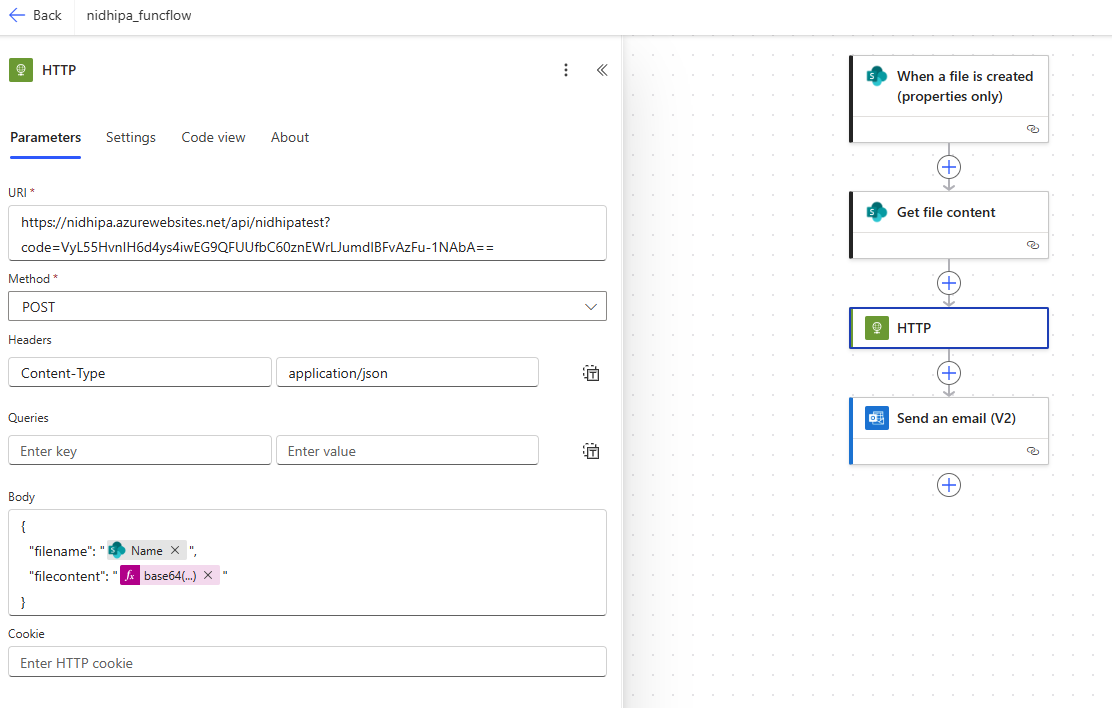 Back
nidhipa_funcflow
HTTP
Parameters
Settings
Code view
About
URI *
https://nidhipa.azurewebsites.net/api/nidhipatest?
code=VyL55HvnIH6d4ys4iwEG9QFUUfbC60znEWrLJumdIBFvAzFu-1NAbA==
Method *
POST
Headers
Content-Type
application/json
Queries
Enter key
Enter value
Body
{
"filename": " Name ",
"filecontent": " fx base64(...) "
}
Cookie
Enter HTTP cookie
When a file is created
(properties only)
Get file content
HTTP
Send an email (V2)